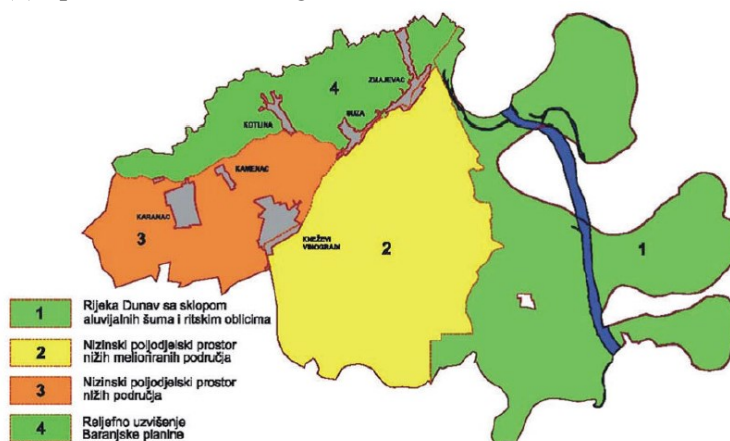 ZMAJEVAC
4
SUZA
KOTLINA
KAMENAC
KARANAC
3
KNEŽEVI
VINOGRADI
2
1
1 Rijeka Dunav sa sklopom
aluvijalnih šuma i ritskim oblicima
2 Nizinski poljodjelski prostor
nižih melioriranih područja
3 Nizinski poljodjelski prostor
nižih područja
4 Reljefno uzvišenje
Baranjske planine